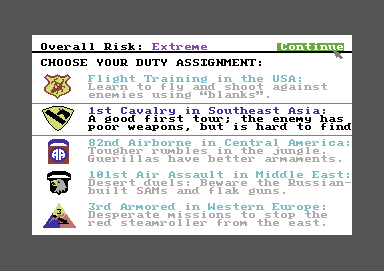 Overall Risk: Extreme Continue
CHOOSE YOUR DUTY ASSIGNMENT:
Flight Training in the USA:
Learn to fly and shoot against
enemies using "blanks".
1st Cavalry in Southeast Asia:
A good first tour; the enemy has
poor weapons, but is hard to find
82nd Airborne in Central America:
Tougher rumbles in the jungle.
Guerillas have better armaments.
101st Air Assault in Middle East:
Desert duels: Beware the Russian-
built SAMs and flak guns.
3rd Armored in Western Europe:
Desperate missions to stop the
red steamroller from the east.